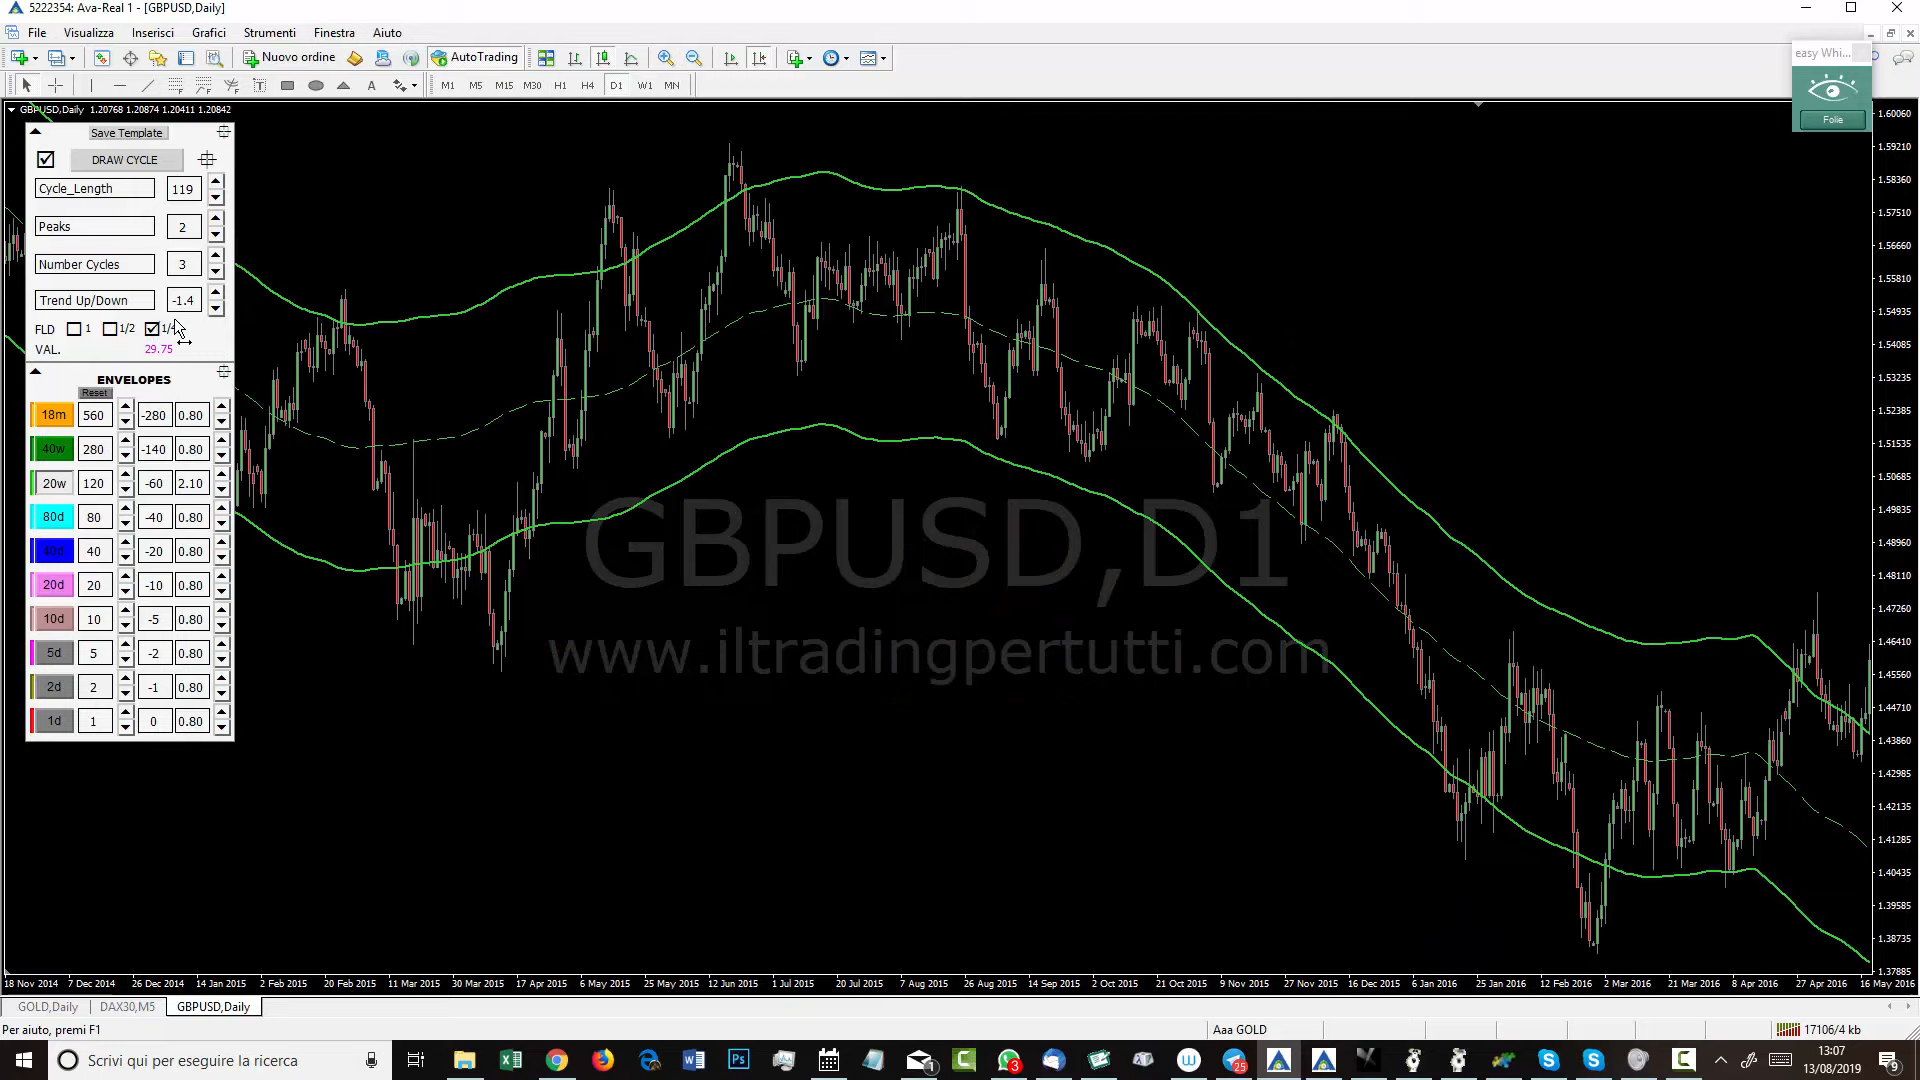 5222354: Ava-Real 1 - [GBPUSD,Daily]
File Visualizza Inserisci Grafici Strumenti Finestra Aiuto
easy Whi...
Nuovo ordine AutoTrading
M1 M5 M15 M30 H1 H4 D1 W1 MN
Folie
GBPUSD,Daily 1.20768 1.20874 1.20411 1.20842
Save Template
DRAW CYCLE
Cycle_Length 119
Peaks 2
Number Cycles 3
Trend Up/Down -1.4
FLD 1 1/2
VAL. 29.75
ENVELOPES
Reset
18m 560 -280 0.80
40w 280 -140 0.80
20w 120 -60 2.10
80d 80 -40 0.80
40d 40 -20 0.80
20d 20 -10 0.80
10d 10 -5 0.80
5d 5 -2 0.80
2d 2 -1 0.80
1d 1 0 0.80
GBPUSD,D1
www.iltradingpertutti.com
1.60060
1.59210
1.58360
1.57510
1.56660
1.55810
1.54935
1.54085
1.53235
1.52385
1.51535
1.50685
1.49835
1.48960
1.48110
1.47260
1.46410
1.45560
1.44710
1.43860
1.42985
1.42135
1.41285
1.40435
1.39585
1.38735
1.37885
18 Nov 2014 7 Dec 2014 26 Dec 2014 14 Jan 2015 2 Feb 2015 20 Feb 2015 11 Mar 2015 30 Mar 2015 17 Apr 2015 6 May 2015 25 May 2015 12 Jun 2015 1 Jul 2015 20 Jul 2015 7 Aug 2015 26 Aug 2015 14 Sep 2015 2 Oct 2015 21 Oct 2015 9 Nov 2015 27 Nov 2015 16 Dec 2015 6 Jan 2016 25 Jan 2016 12 Feb 2016 2 Mar 2016 21 Mar 2016 8 Apr 2016 27 Apr 2016 16 May 2016
GOLD,Daily DAX30,M5 GBPUSD,Daily
Per aiuto, premi F1 Aaa GOLD 17106/4 kb
Scrivi qui per eseguire la ricerca
13:07
13/08/2019